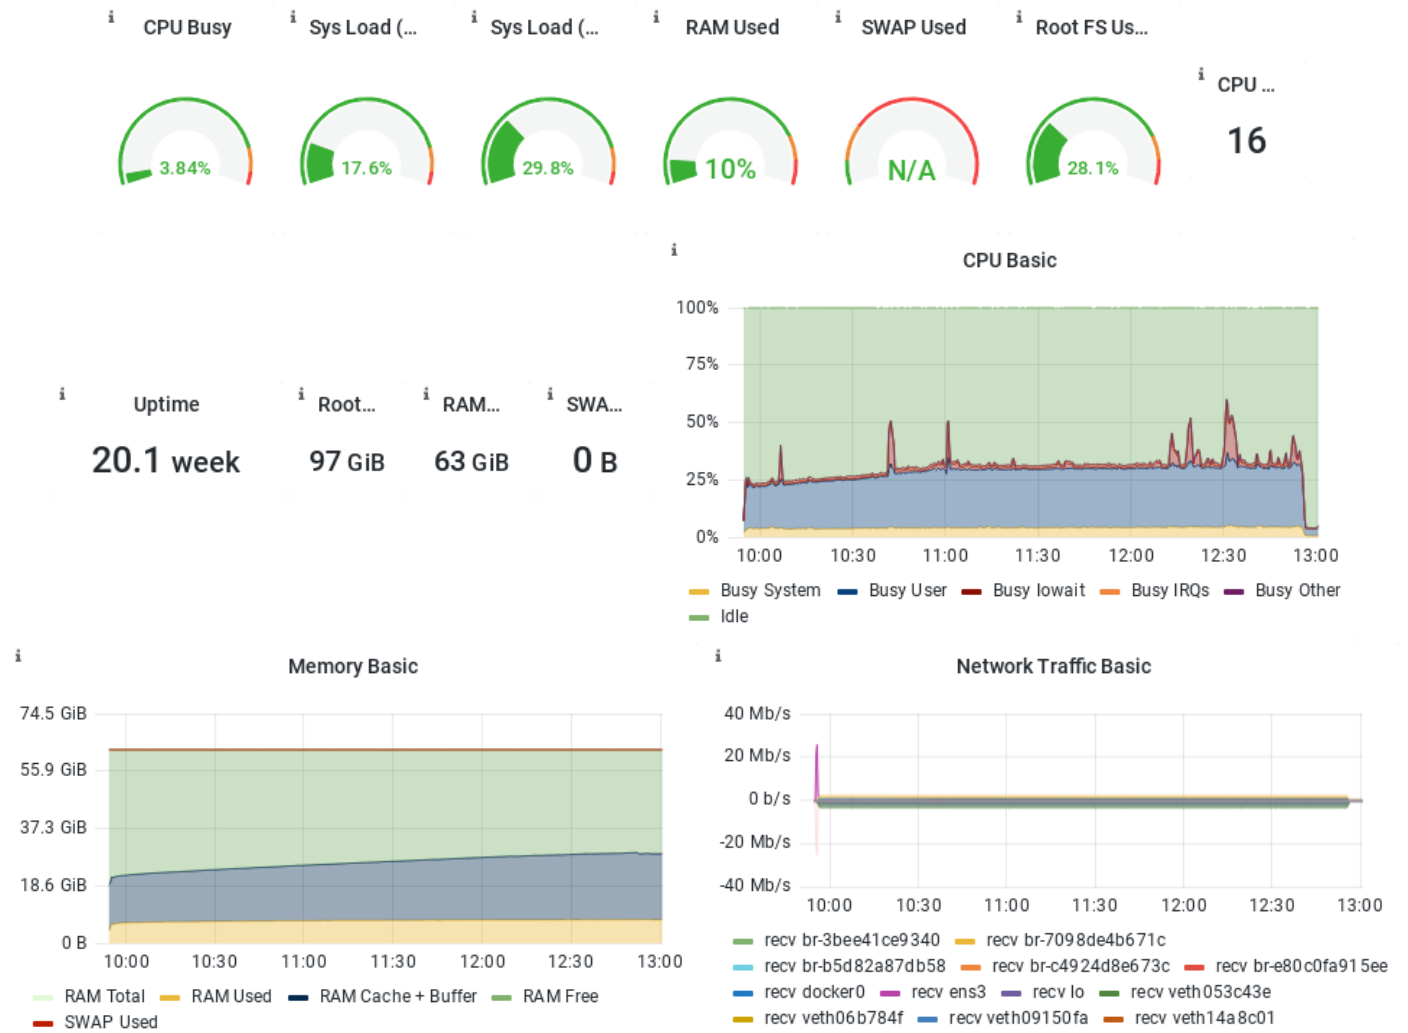 CPU Busy
Sys Load (...
Sys Load (...
RAM Used
SWAP Used
Root FS Us...
CPU ...
3.84%
17.6%
29.8%
10%
N/A
28.1%
16
CPU Basic
100%
75%
50%
25%
0%
10:00 10:30 11:00 11:30 12:00 12:30 13:00
Busy System Busy User Busy Iowait Busy IRQs Busy Other
Idle
Uptime
20.1 week
Root...
97 GiB
RAM...
63 GiB
SWA...
0 B
Memory Basic
74.5 GiB
55.9 GiB
37.3 GiB
18.6 GiB
0 B
10:00 10:30 11:00 11:30 12:00 12:30 13:00
RAM Total RAM Used RAM Cache + Buffer RAM Free
SWAP Used
Network Traffic Basic
40 Mb/s
20 Mb/s
0 b/s
-20 Mb/s
-40 Mb/s
10:00 10:30 11:00 11:30 12:00 12:30 13:00
recv br-3bee41ce9340 recv br-7098de4b671c
recv br-b5d82a87db58 recv br-c4924d8e673c recv br-e80c0fa915ee
recv docker0 recv ens3 recv lo recv veth053c43e
recv veth06b784f recv veth09150fa recv veth14a8c01